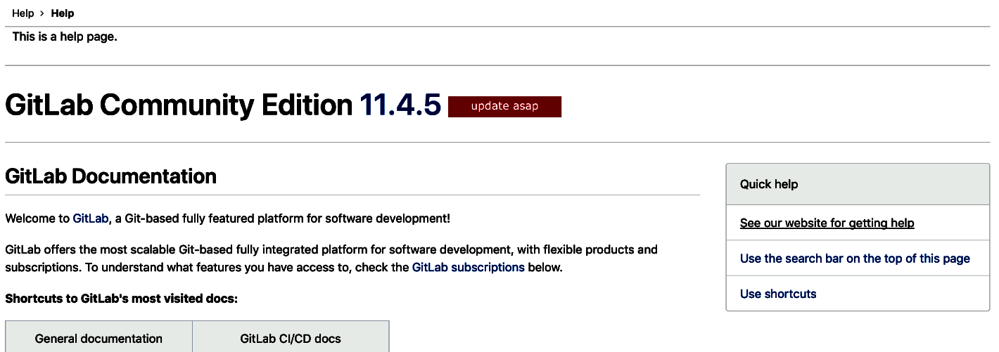 Help › Help
This is a help page.
GitLab Community Edition 11.4.5 update asap
GitLab Documentation
Welcome to GitLab, a Git-based fully featured platform for software development!
GitLab offers the most scalable Git-based fully integrated platform for software development, with flexible products and
subscriptions. To understand what features you have access to, check the GitLab subscriptions below.
Shortcuts to GitLab's most visited docs:
General documentation GitLab CI/CD docs
Quick help
See our website for getting help
Use the search bar on the top of this page
Use shortcuts